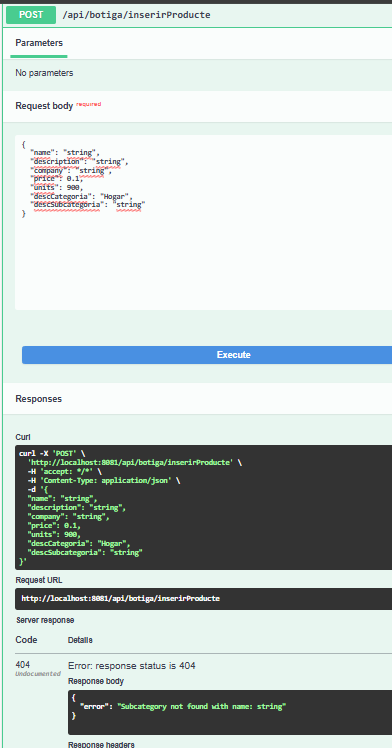 POST /api/botiga/inserirProducte
Parameters
No parameters
Request body required
{
"name": "string",
"description": "string",
"company": "string",
"price": 0.1,
"units": 900,
"descCategoria": "Hogar",
"descSubcategoria": "string"
}
Execute
Responses
Curl
curl -X 'POST' \
'http://localhost:8081/api/botiga/inserirProducte' \
-H 'accept: */*' \
-H 'Content-Type: application/json' \
-d '{
"name": "string",
"description": "string",
"company": "string",
"price": 0.1,
"units": 900,
"descCategoria": "Hogar",
"descSubcategoria": "string"
}'
Request URL
http://localhost:8081/api/botiga/inserirProducte
Server response
Code Details
404 Error: response status is 404
Undocumented
Response body
{
"error": "Subcategory not found with name: string"
}
Response headers